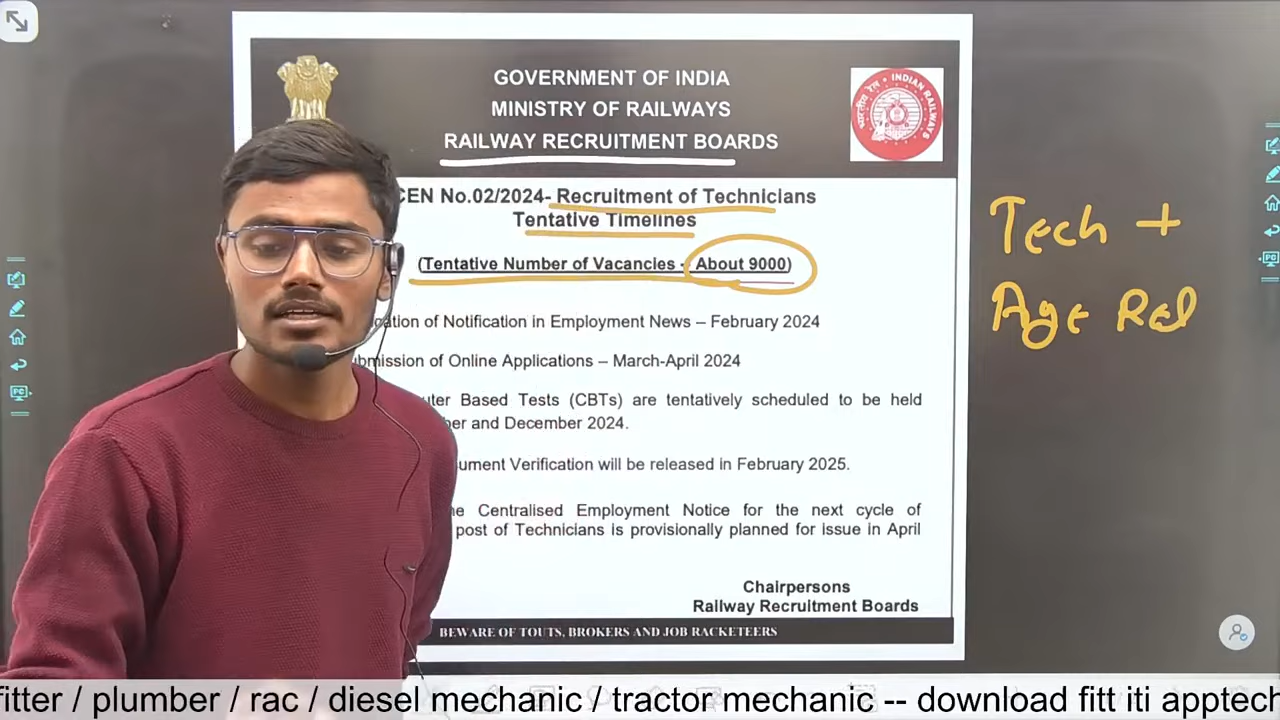 GOVERNMENT OF INDIA
MINISTRY OF RAILWAYS
RAILWAY RECRUITMENT BOARDS
INDIAN RAILWAYS
भारतीय रेल
CEN No.02/2024- Recruitment of Technicians
Tentative Timelines
(Tentative Number of Vacancies - About 9000)
cation of Notification in Employment News – February 2024
bmission of Online Applications – March-April 2024
uter Based Tests (CBTs) are tentatively scheduled to be held
ber and December 2024.
ument Verification will be released in February 2025.
he Centralised Employment Notice for the next cycle of
post of Technicians is provisionally planned for issue in April
Chairpersons
Railway Recruitment Boards
BEWARE OF TOUTS, BROKERS AND JOB RACKETEERS
Tech +
Age Rel
PC
PC
fitter / plumber / rac / diesel mechanic / tractor mechanic -- download fitt iti apptech